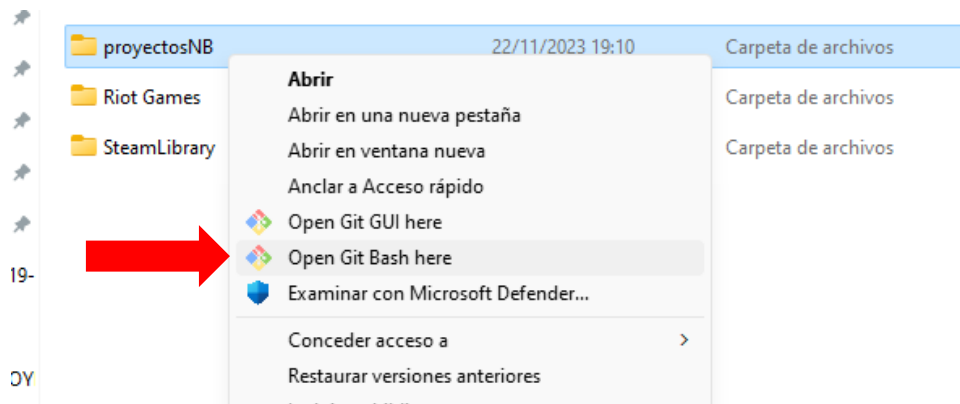 proyectosNB 22/11/2023 19:10 Carpeta de archivos
Abrir
Riot Games Carpeta de archivos
Abrir en una nueva pestaña
SteamLibrary Carpeta de archivos
Abrir en ventana nueva
Anclar a Acceso rápido
Open Git GUI here
Open Git Bash here
19-
Examinar con Microsoft Defender...
Conceder acceso a
Restaurar versiones anteriores
OY